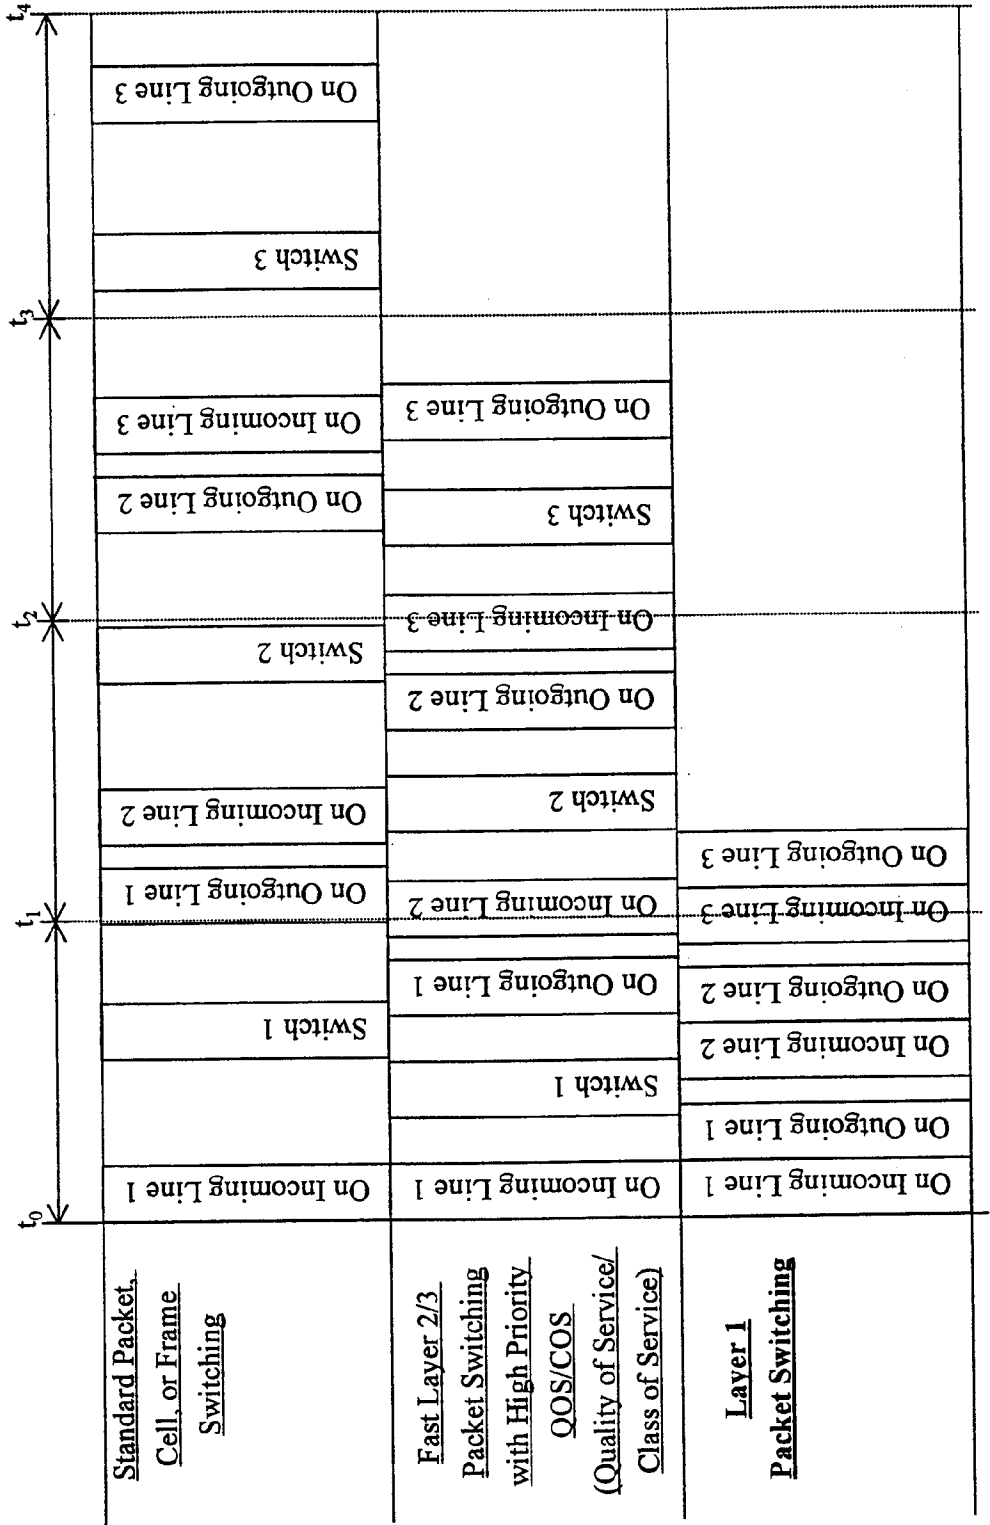 t0
t1
t2
t3
t4
Standard Packet,
Cell, or Frame
Switching
On Incoming Line 1
Switch 1
On Outgoing Line 1
On Incoming Line 2
Switch 2
On Outgoing Line 2
On Incoming Line 3
Switch 3
On Outgoing Line 3
Fast Layer 2/3
Packet Switching
with High Priority
QOS/COS
(Quality of Service/
Class of Service)
On Incoming Line 1
Switch 1
On Outgoing Line 1
On Incoming Line 2
Switch 2
On Outgoing Line 2
On Incoming Line 3
Switch 3
On Outgoing Line 3
Layer 1
Packet Switching
On Incoming Line 1
On Outgoing Line 1
On Incoming Line 2
On Outgoing Line 2
On Incoming Line 3
On Outgoing Line 3